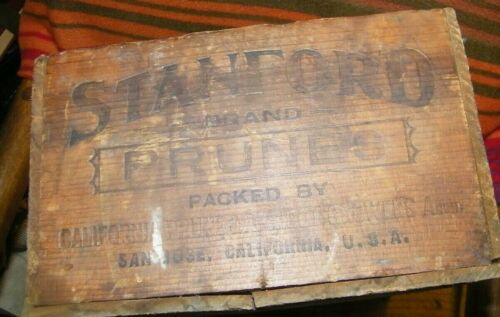 STANFORD
BRAND
PRUNES
PACKED BY
CALIFORNIA
SAN JOSE, CALIFORNIA, U.S.A.